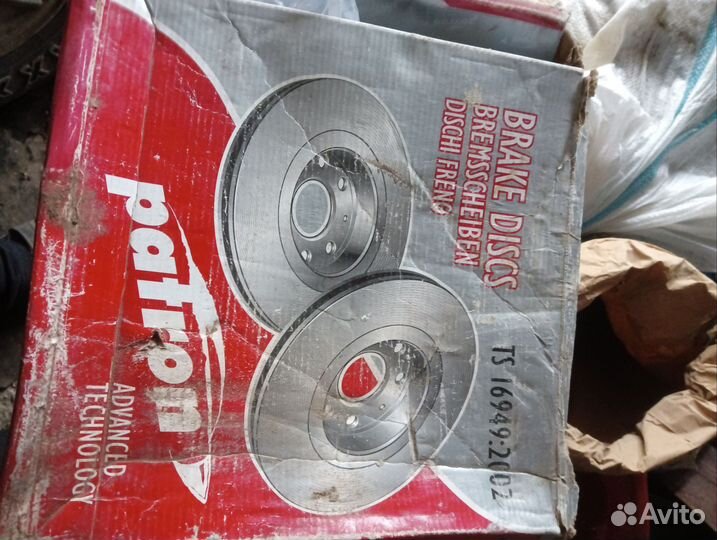 patron
ADVANCED
TECHNOLOGY
BRAKE DISCS
BREMSSCHEIBEN
DISCHI FRENO
TS 16949:2002
Avito